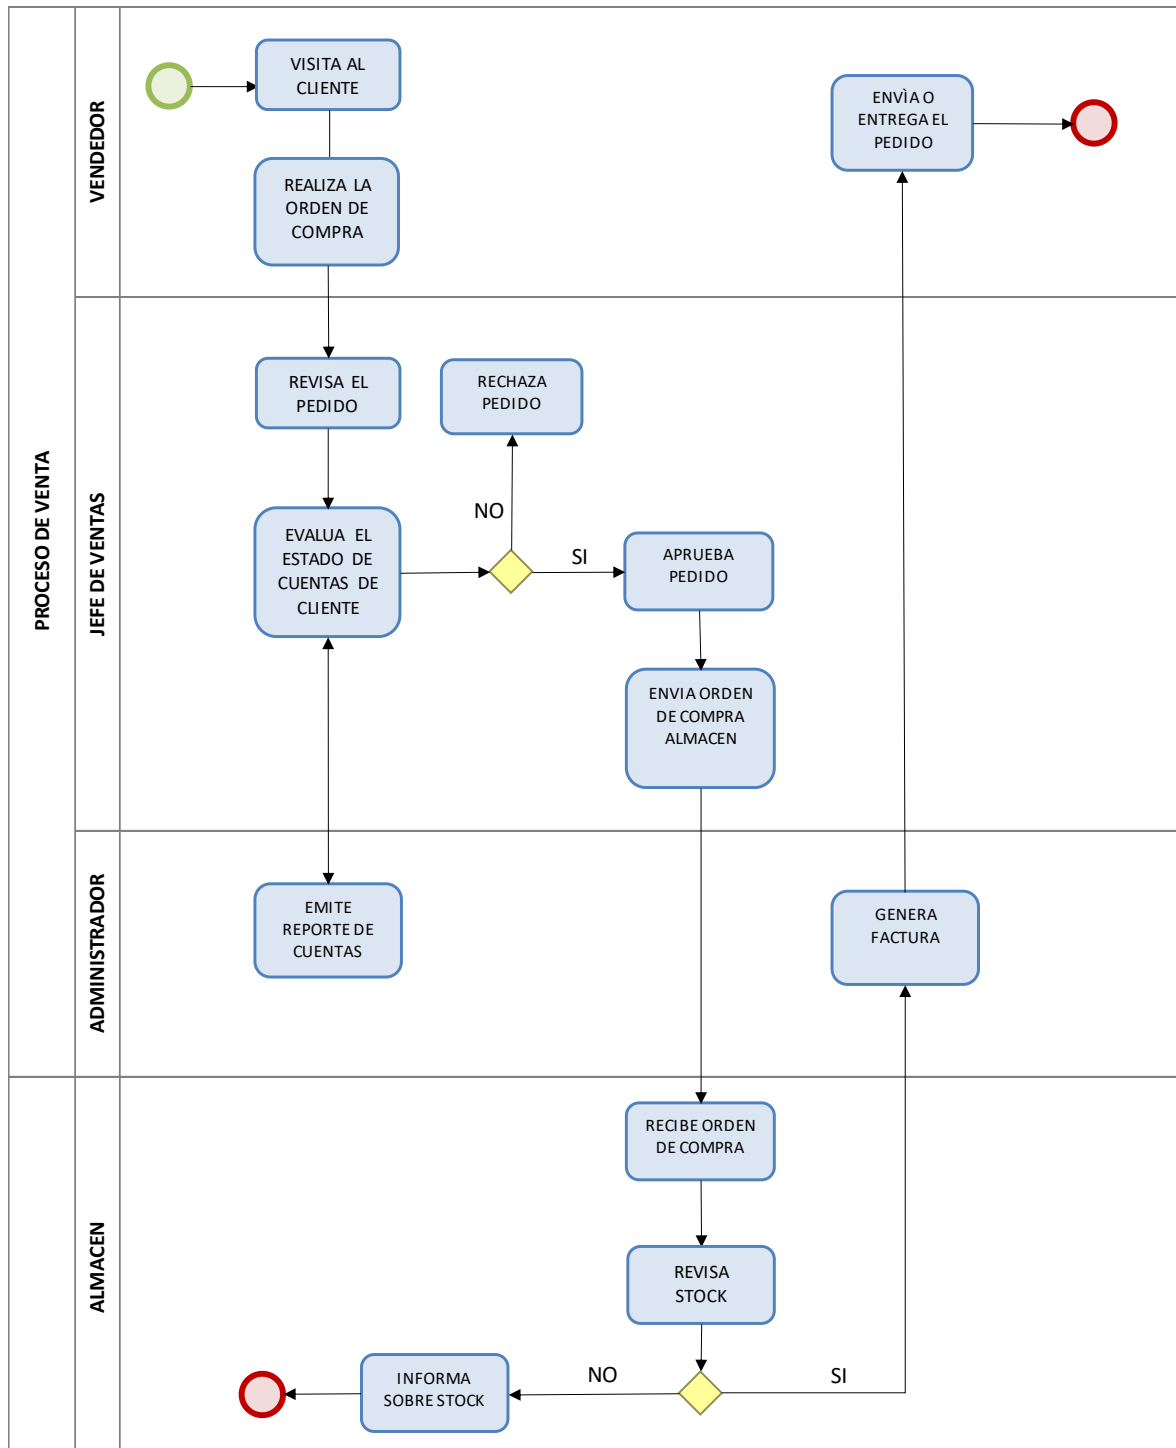 PROCESO DE VENTA
VENDEDOR
VISITA AL
CLIENTE
REALIZA LA
ORDEN DE
COMPRA
ENVÌA O
ENTREGA EL
PEDIDO
JEFE DE VENTAS
REVISA EL
PEDIDO
RECHAZA
PEDIDO
NO
EVALUA EL
ESTADO DE
CUENTAS DE
CLIENTE
SI
APRUEBA
PEDIDO
ENVIA ORDEN
DE COMPRA
ALMACEN
ADMINISTRADOR
EMITE
REPORTE DE
CUENTAS
GENERA
FACTURA
ALMACEN
RECIBE ORDEN
DE COMPRA
REVISA
STOCK
INFORMA
SOBRE STOCK
NO
SI